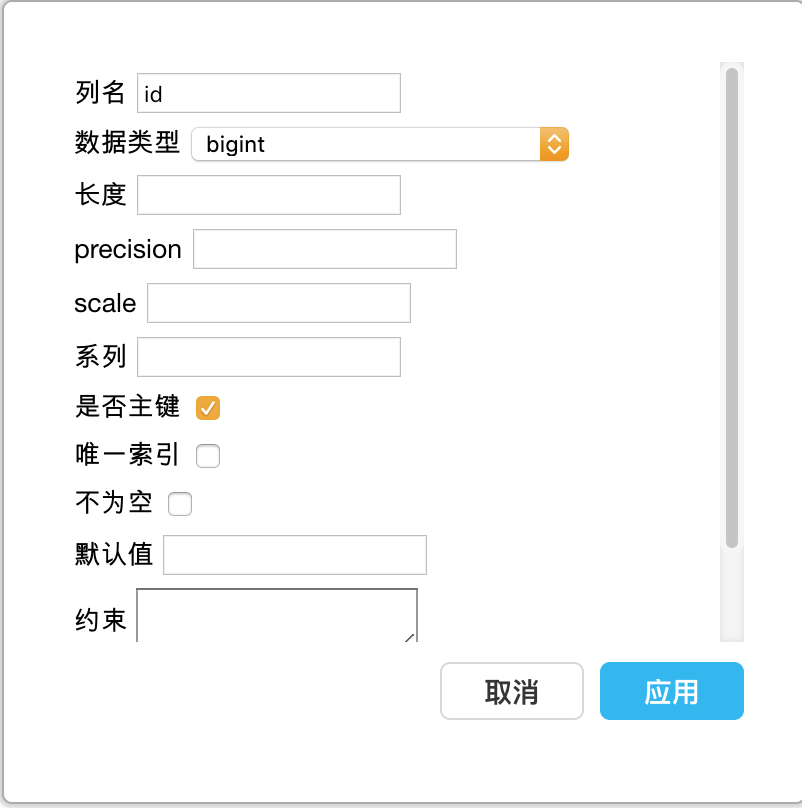 列名 id
数据类型 bigint
长度
precision
scale
系列
是否主键
唯一索引
不为空
默认值
约束
取消 应用